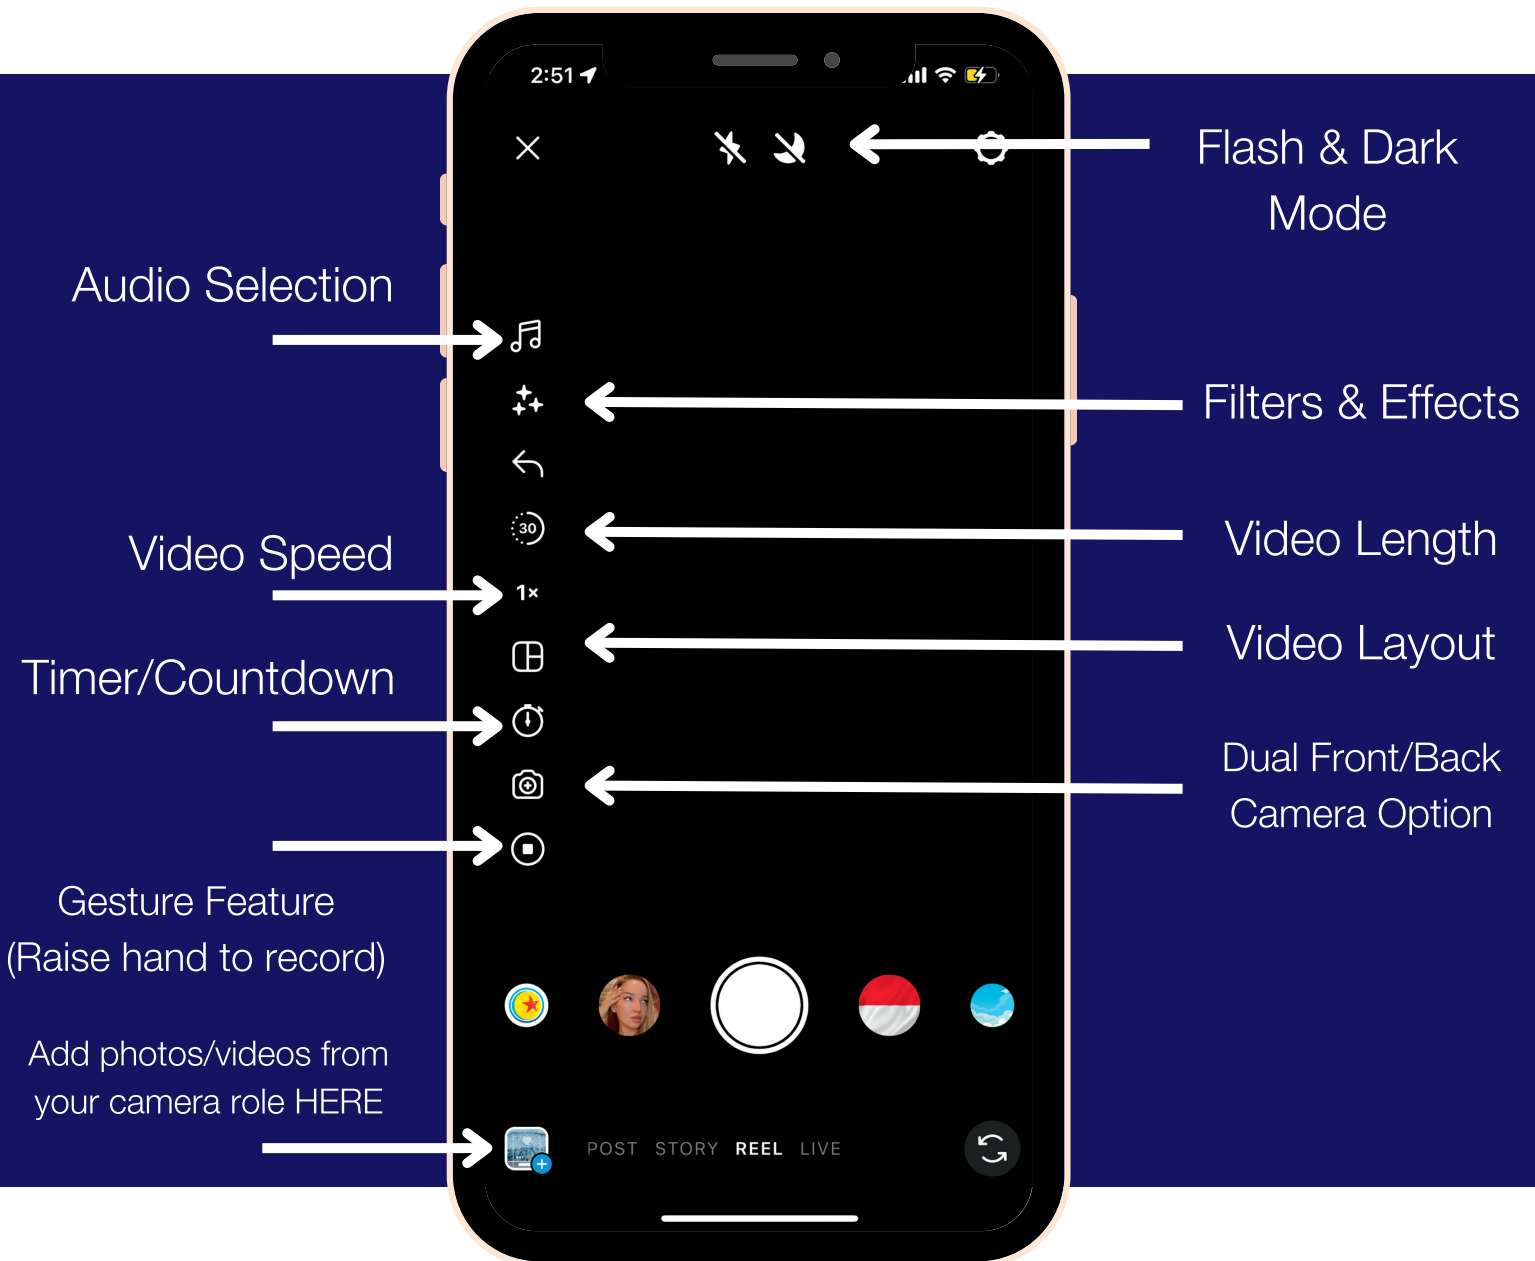 2:51
Flash & Dark
Mode
Audio Selection
Filters & Effects
30
Video Length
Video Speed
1×
Video Layout
Timer/Countdown
Dual Front/Back
Camera Option
Gesture Feature
(Raise hand to record)
Add photos/videos from
your camera role HERE
POST STORY REEL LIVE